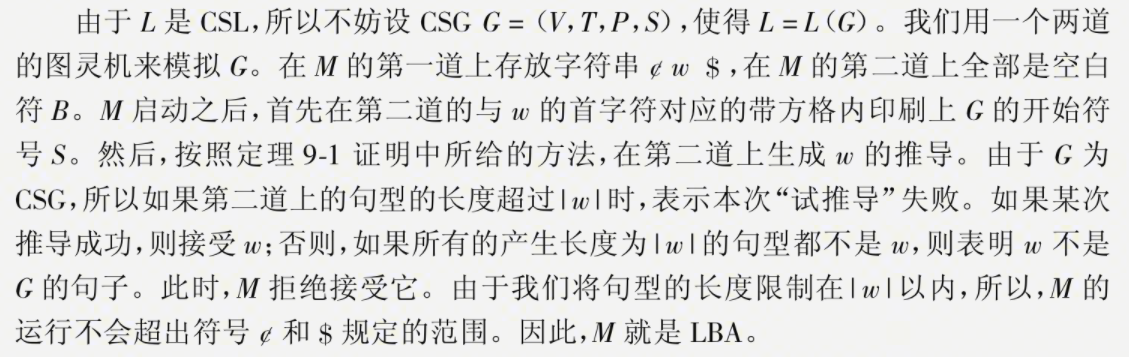 由于 L 是 CSL,所以不妨设 CSG G = (V,T,P,S),使得 L = L(G)。我们用一个两道
的图灵机来模拟 G。在 M 的第一道上存放字符串 ¢ w $,在 M 的第二道上全部是空白
符 B。M 启动之后,首先在第二道的与 w 的首字符对应的带方格内印刷上 G 的开始符
号 S。然后,按照定理 9-1 证明中所给的方法,在第二道上生成 w 的推导。由于 G 为
CSG,所以如果第二道上的句型的长度超过|w|时,表示本次“试推导”失败。如果某次
推导成功,则接受 w;否则,如果所有的产生长度为|w|的句型都不是 w,则表明 w 不是
G 的句子。此时,M 拒绝接受它。由于我们将句型的长度限制在|w|以内,所以,M 的
运行不会超出符号 ¢ 和 $ 规定的范围。因此,M 就是 LBA。